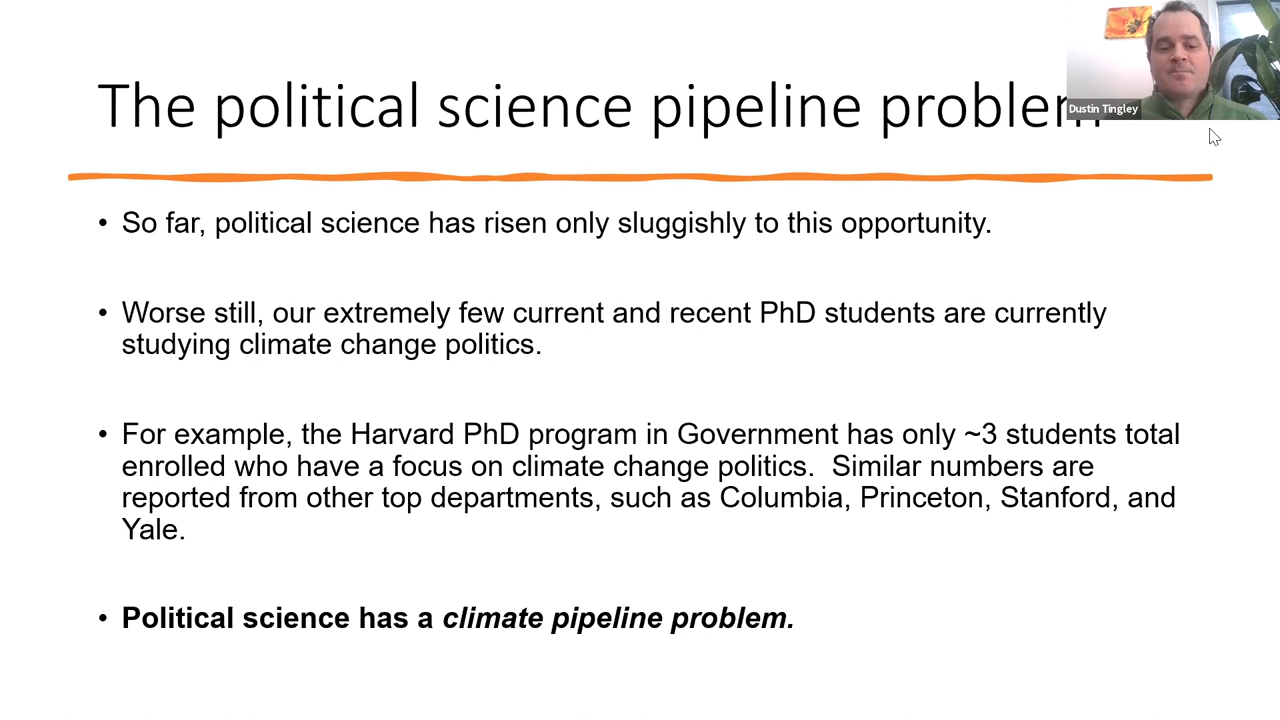 The political science pipeline problem
Dustin Tingley
• So far, political science has risen only sluggishly to this opportunity.
• Worse still, our extremely few current and recent PhD students are currently
studying climate change politics.
• For example, the Harvard PhD program in Government has only ~3 students total
enrolled who have a focus on climate change politics.  Similar numbers are
reported from other top departments, such as Columbia, Princeton, Stanford, and
Yale.
• Political science has a climate pipeline problem.